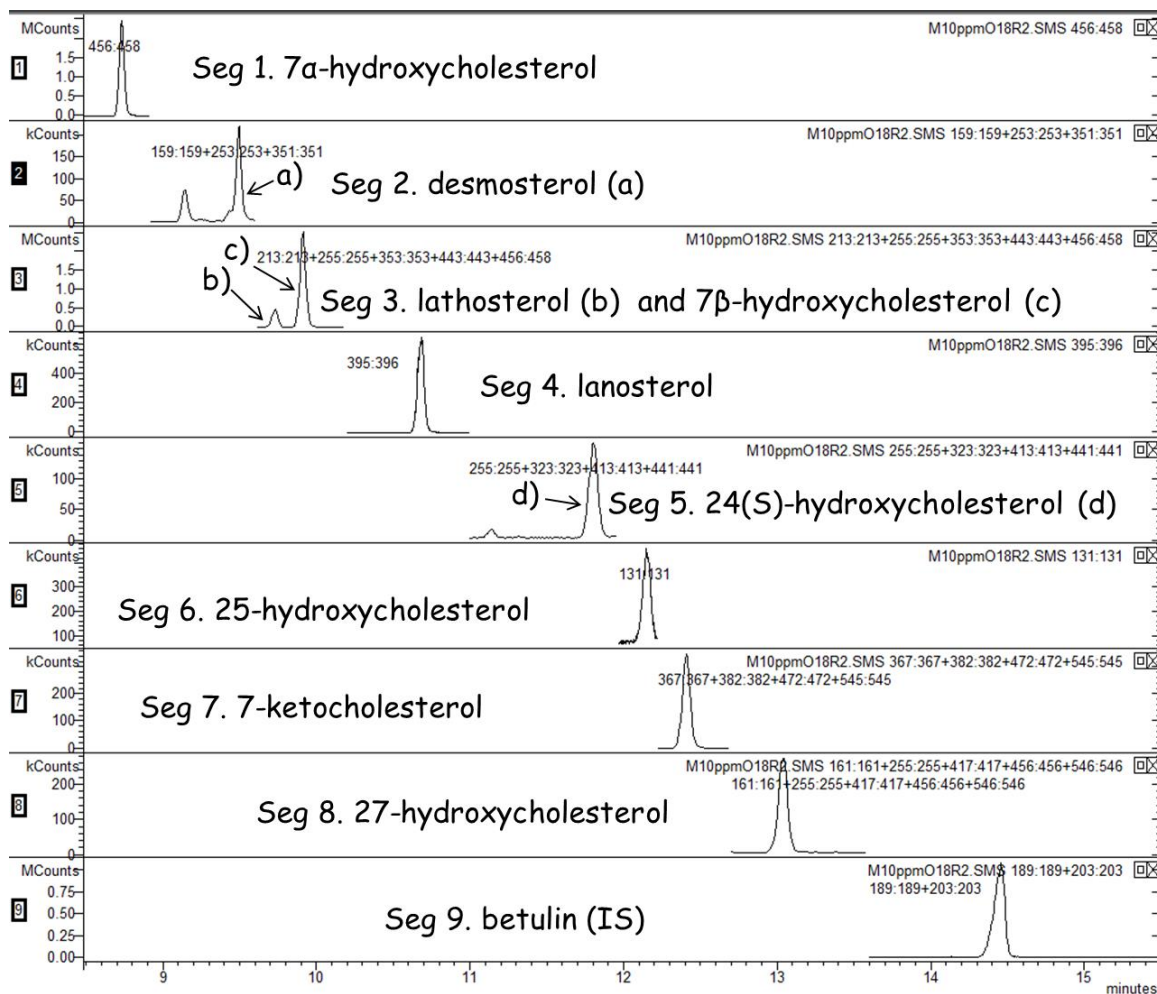 MCounts
456:458
M10ppmO18R2.SMS 456:458
1
1.5
1.0
0.5
0.0
Seg 1. 7α-hydroxycholesterol
kCounts
M10ppmO18R2.SMS 159:159+253:253+351:351
159:159+253:253+351:351
2
150
100
50
0
a)
Seg 2. desmosterol (a)
MCounts
M10ppmO18R2.SMS 213:213+255:255+353:353+443:443+456:458
213:213+255:255+353:353+443:443+456:458
3
1.5
1.0
0.5
0.0
c)
b)
Seg 3. lathosterol (b) and 7β-hydroxycholesterol (c)
kCounts
M10ppmO18R2.SMS 395:396
395:396
4
400
200
0
Seg 4. lanosterol
kCounts
M10ppmO18R2.SMS 255:255+323:323+413:413+441:441
255:255+323:323+413:413+441:441
5
100
50
0
d)
Seg 5. 24(S)-hydroxycholesterol (d)
kCounts
M10ppmO18R2.SMS 131:131
131:131
6
300
200
100
Seg 6. 25-hydroxycholesterol
kCounts
M10ppmO18R2.SMS 367:367+382:382+472:472+545:545
367:367+382:382+472:472+545:545
7
200
100
0
Seg 7. 7-ketocholesterol
kCounts
M10ppmO18R2.SMS 161:161+255:255+417:417+456:456+546:546
161:161+255:255+417:417+456:456+546:546
8
200
100
0
Seg 8. 27-hydroxycholesterol
MCounts
M10ppmO18R2.SMS 189:189+203:203
189:189+203:203
9
0.75
0.50
0.25
0.00
Seg 9. betulin (IS)
9 10 11 12 13 14 15
minutes